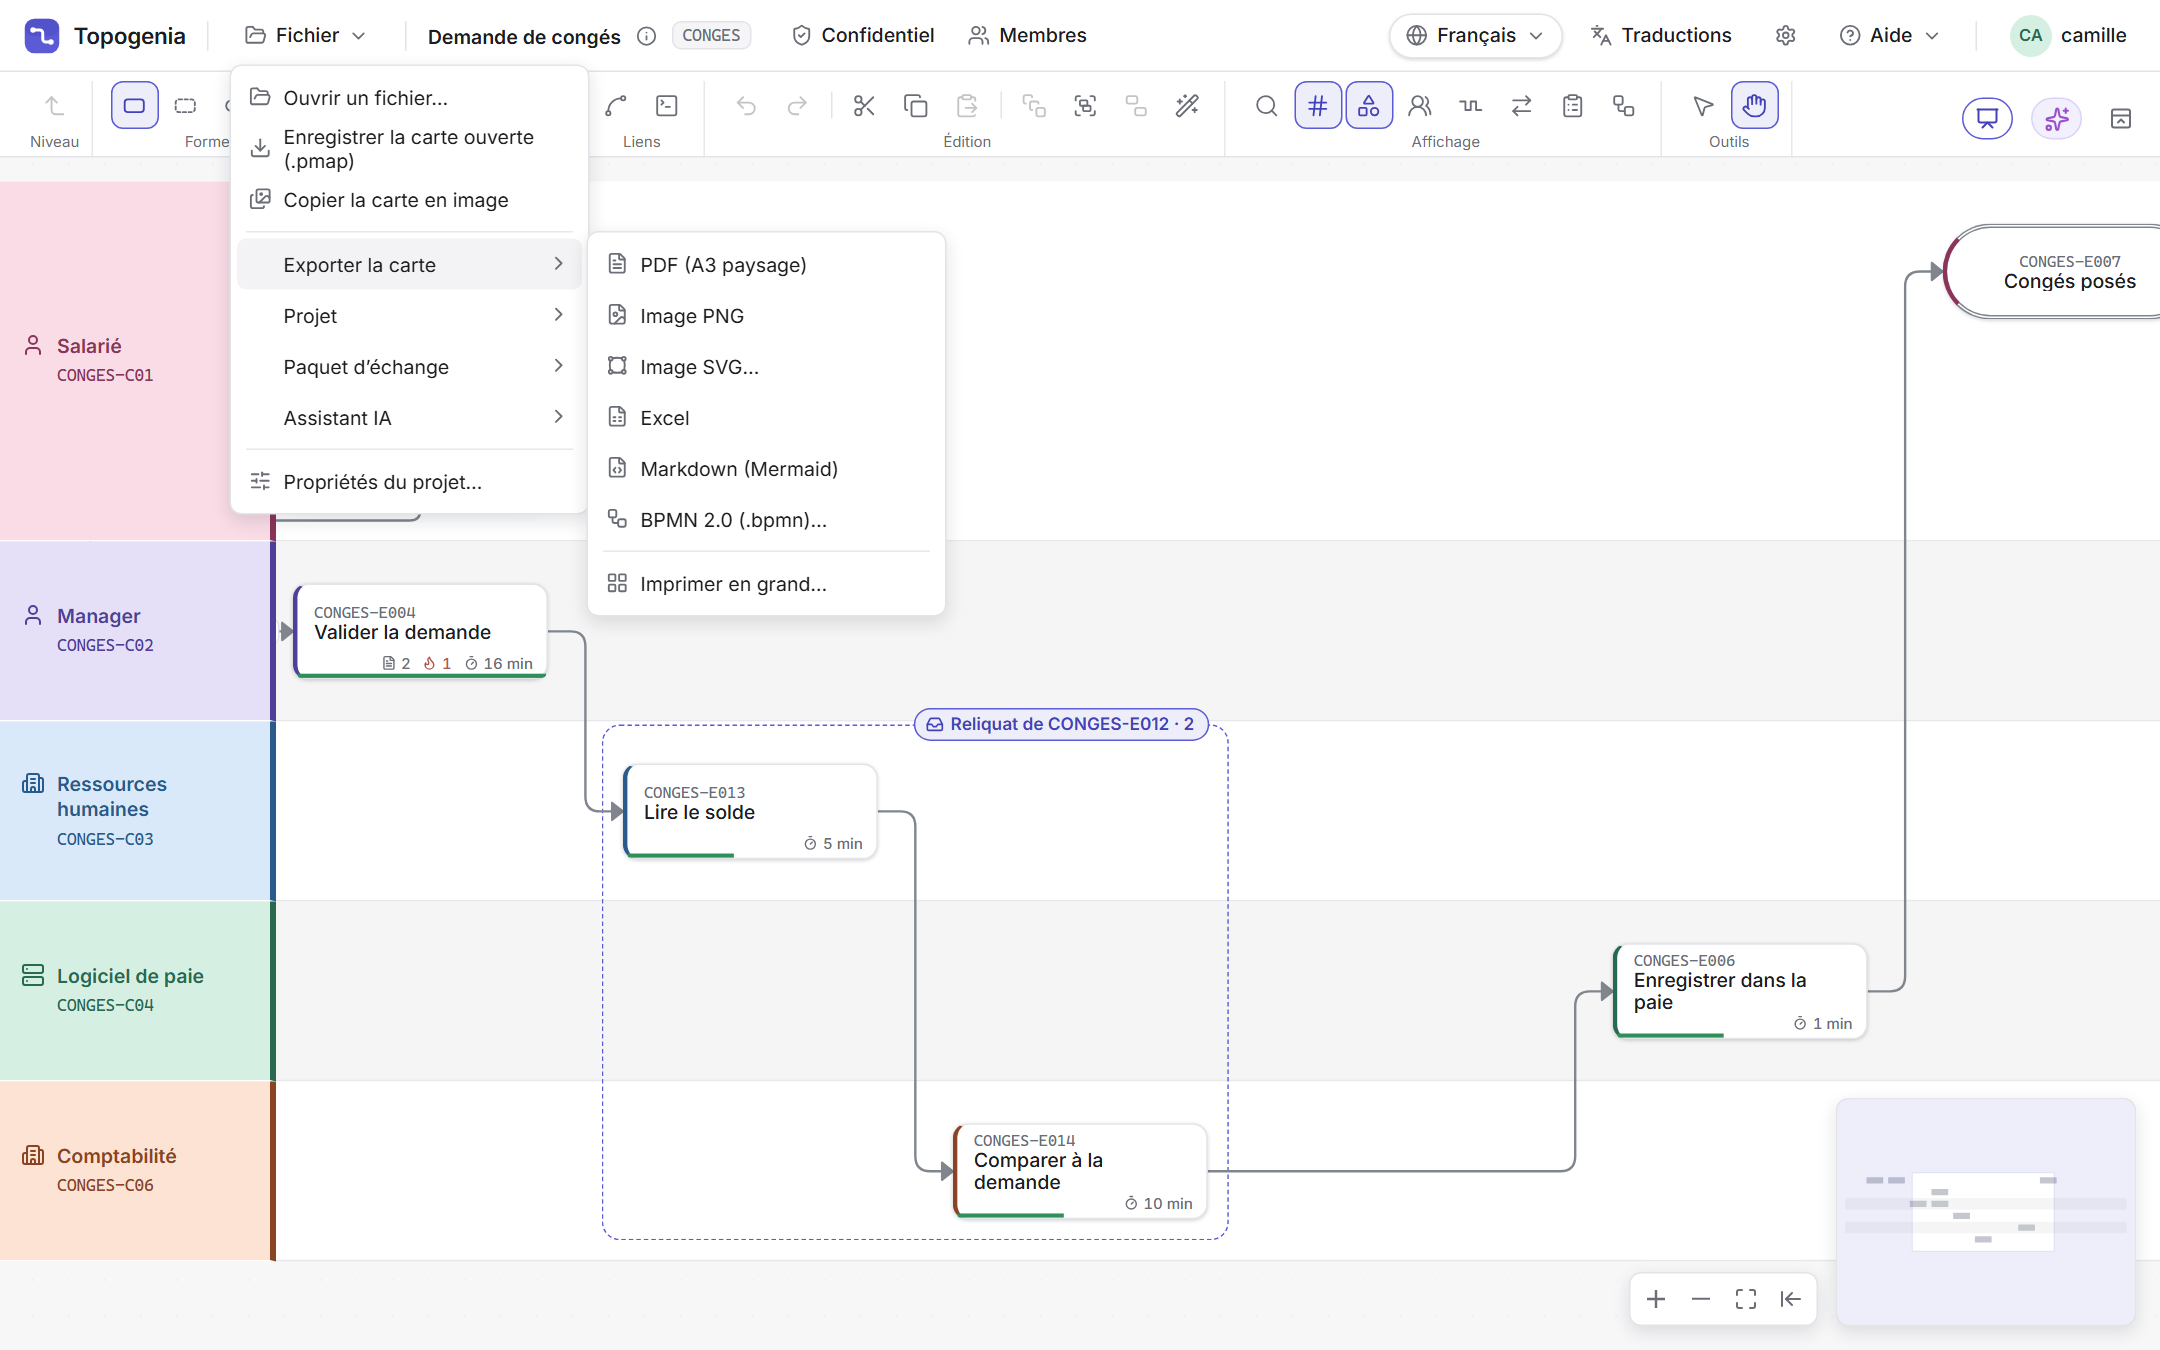 Topogenia
Fichier
Demande de congés
CONGES
Confidentiel
Membres
Français
Traductions
Aide
CA
camille
Niveau
Forme
Liens
Édition
Affichage
Outils
Ouvrir un fichier...
Enregistrer la carte ouverte
(.pmap)
Copier la carte en image
Exporter la carte
Projet
Paquet d’échange
Assistant IA
Propriétés du projet...
PDF (A3 paysage)
Image PNG
Image SVG...
Excel
Markdown (Mermaid)
BPMN 2.0 (.bpmn)...
Imprimer en grand...
Salarié
CONGES-C01
CONGES-E007
Congés posés
Manager
CONGES-C02
CONGES-E004
Valider la demande
2 1 16 min
Reliquat de CONGES-E012 · 2
Ressources
humaines
CONGES-C03
CONGES-E013
Lire le solde
5 min
Logiciel de paie
CONGES-C04
CONGES-E006
Enregistrer dans la
paie
1 min
Comptabilité
CONGES-C06
CONGES-E014
Comparer à la
demande
10 min